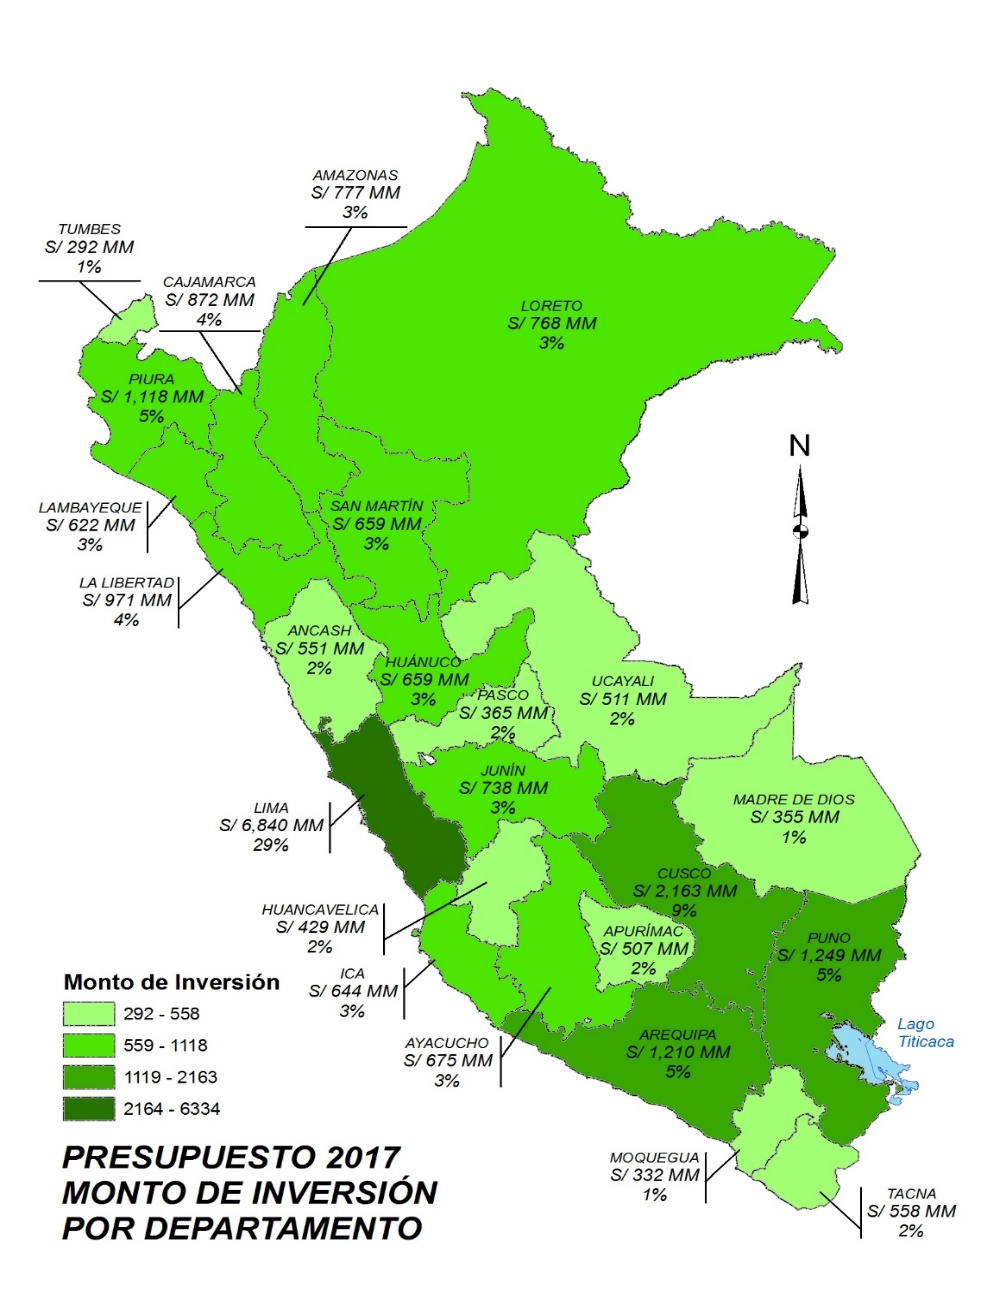 AMAZONAS
S/ 777 MM
3%
TUMBES
S/ 292 MM
1%
CAJAMARCA
S/ 872 MM
4%
LORETO
S/ 768 MM
3%
PIURA
S/ 1,118 MM
5%
N
LAMBAYEQUE
S/ 622 MM
3%
SAN MARTÍN
S/ 659 MM
3%
LA LIBERTAD
S/ 971 MM
4%
ANCASH
S/ 551 MM
2%
HUÁNUCO
S/ 659 MM
3%
UCAYALI
S/ 511 MM
2%
PASCO
S/ 365 MM
2%
JUNÍN
S/ 738 MM
3%
MADRE DE DIOS
S/ 355 MM
1%
LIMA
S/ 6,840 MM
29%
CUSCO
S/ 2,163 MM
9%
HUANCAVELICA
S/ 429 MM
2%
APURÍMAC
S/ 507 MM
2%
PUNO
S/ 1,249 MM
5%
ICA
S/ 644 MM
3%
AYACUCHO
S/ 675 MM
3%
AREQUIPA
S/ 1,210 MM
5%
Lago
Titicaca
Monto de Inversión
292 - 558
559 - 1118
1119 - 2163
2164 - 6334
MOQUEGUA
S/ 332 MM
1%
TACNA
S/ 558 MM
2%
PRESUPUESTO 2017
MONTO DE INVERSIÓN
POR DEPARTAMENTO